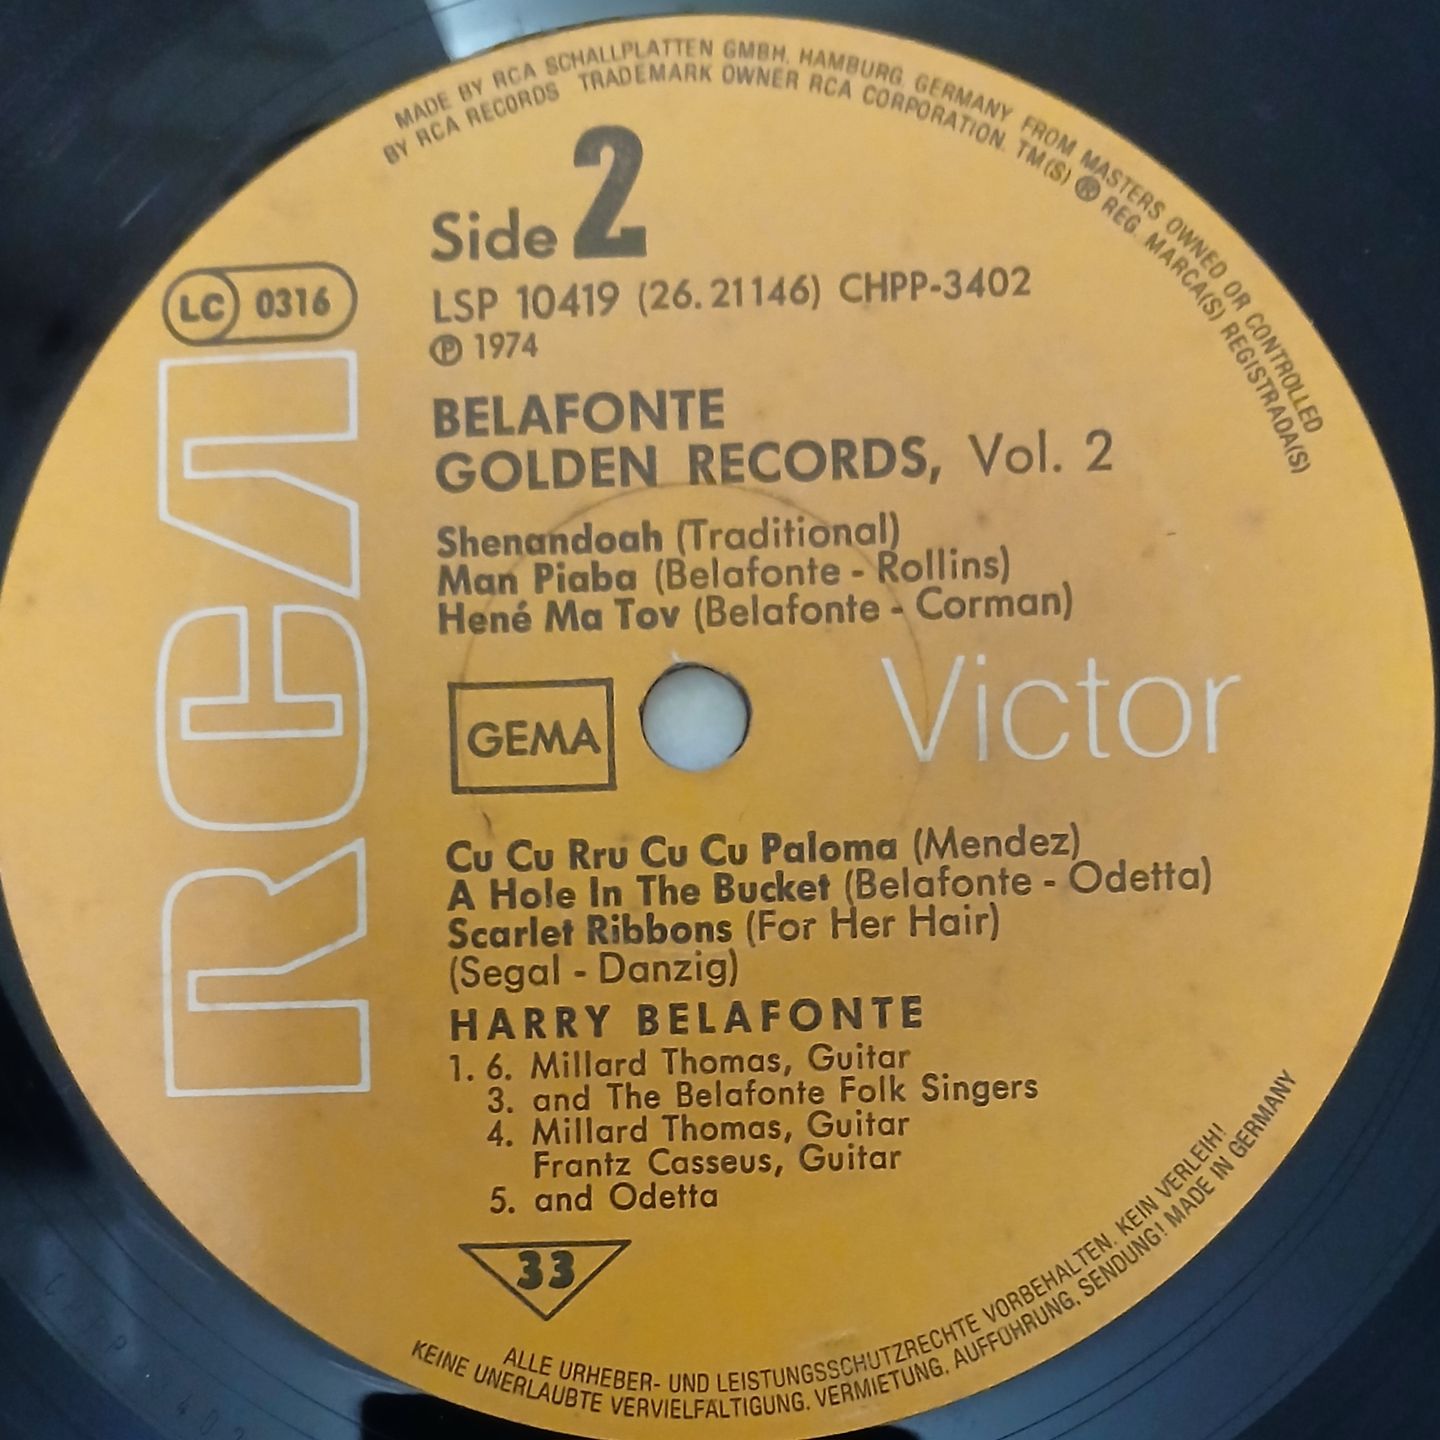 MADE BY RCA SCHALLPLATTEN GMBH, HAMBURG, GERMANY FROM MASTERS OWNED OR CONTROLLED
BY RCA RECORDS TRADEMARK OWNER RCA CORPORATION. TM(S) ® REG. MARCA(S) REGISTRADA(S)
Side 2
LC 0316
LSP 10419 (26.21146) CHPP-3402
℗ 1974
RCA
BELAFONTE
GOLDEN RECORDS, Vol. 2
Shenandoah (Traditional)
Man Piaba (Belafonte - Rollins)
Hené Ma Tov (Belafonte - Corman)
GEMA
Victor
Cu Cu Rru Cu Cu Paloma (Mendez)
A Hole In The Bucket (Belafonte - Odetta)
Scarlet Ribbons (For Her Hair)
(Segal - Danzig)
HARRY BELAFONTE
1. 6. Millard Thomas, Guitar
3. and The Belafonte Folk Singers
4. Millard Thomas, Guitar
Frantz Casseus, Guitar
5. and Odetta
33
ALLE URHEBER- UND LEISTUNGSSCHUTZRECHTE VORBEHALTEN. KEIN VERLEIH!
KEINE UNERLAUBTE VERVIELFÄLTIGUNG, VERMIETUNG, AUFFÜHRUNG, SENDUNG! MADE IN GERMANY